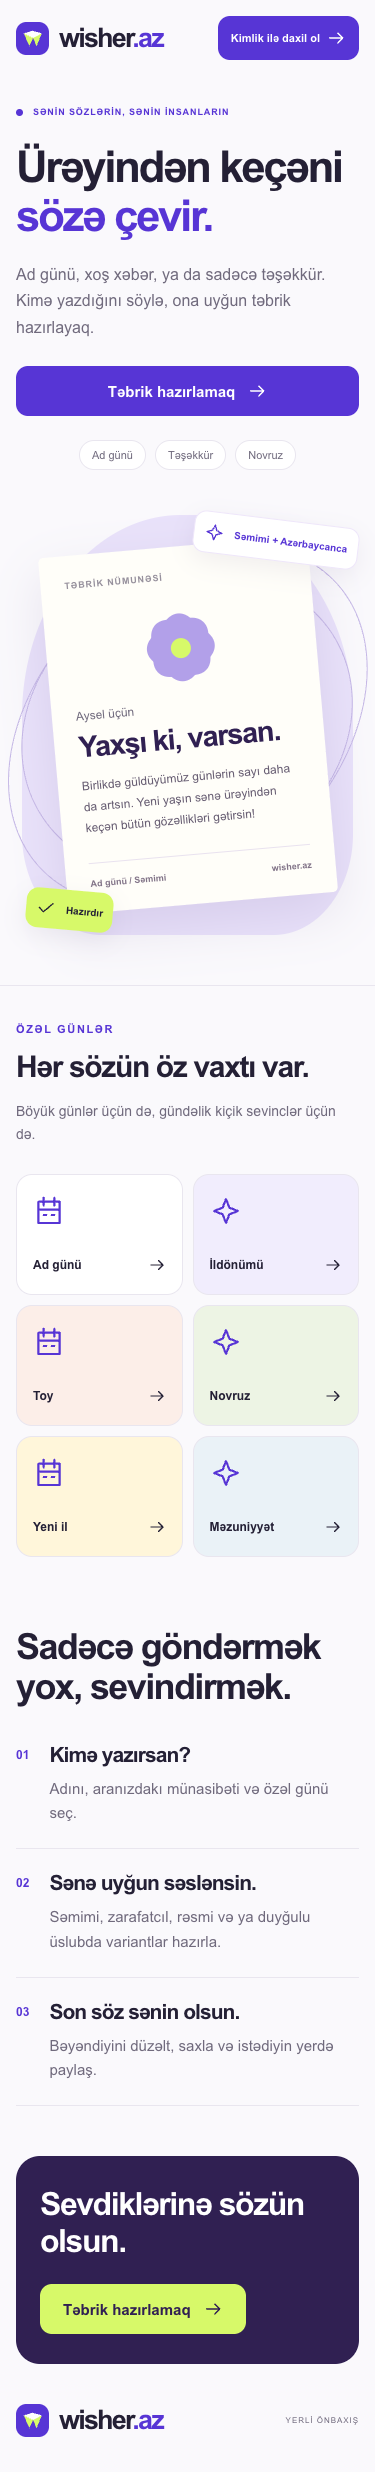 wisher.az
Kimlik ilə daxil ol
SƏNİN SÖZLƏRİN, SƏNİN İNSANLARIN
Ürəyindən keçəni
sözə çevir.
Ad günü, xoş xəbər, ya da sadəcə təşəkkür.
Kimə yazdığını söylə, ona uyğun təbrik
hazırlayaq.
Təbrik hazırlamaq
Ad günü
Təşəkkür
Novruz
Səmimi + Azərbaycanca
TƏBRİK NÜMUNƏSİ
Aysel üçün
Yaxşı ki, varsan.
Birlikdə güldüyümüz günlərin sayı daha
da artsın. Yeni yaşın sənə ürəyindən
keçən bütün gözəllikləri gətirsin!
Ad günü / Səmimi
wisher.az
Hazırdır
ÖZƏL GÜNLƏR
Hər sözün öz vaxtı var.
Böyük günlər üçün də, gündəlik kiçik sevinclər üçün
də.
Ad günü
İldönümü
Toy
Novruz
Yeni il
Məzuniyyət
Sadəcə göndərmək
yox, sevindirmək.
01 Kimə yazırsan?
Adını, aranızdakı münasibəti və özəl günü
seç.
02 Sənə uyğun səslənsin.
Səmimi, zarafatcıl, rəsmi və ya duyğulu
üslubda variantlar hazırla.
03 Son söz sənin olsun.
Bəyəndiyini düzəlt, saxla və istədiyin yerdə
paylaş.
Sevdiklərinə sözün
olsun.
Təbrik hazırlamaq
wisher.az
YERLİ ÖNBAXIŞ